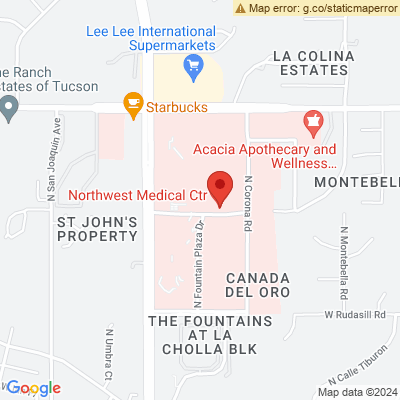 Map error: g.co/staticmaperror
Lee Lee International
Supermarkets
LA COLINA
ESTATES
he Ranch
Estates of Tucson
Starbucks
N San Joaquin Ave
Acacia Apothecary and
Wellness...
N Corona Rd
MONTEBELL
Northwest Medical Ctr
ST JOHN'S
PROPERTY
N Fountain Plaza Dr
N Montebella Rd
CANADA
DEL ORO
THE FOUNTAINS
AT LA
CHOLLA BLK
W Rudasill Rd
N Umbra Ct
N Calle Tiburon
Google
Map data ©2024